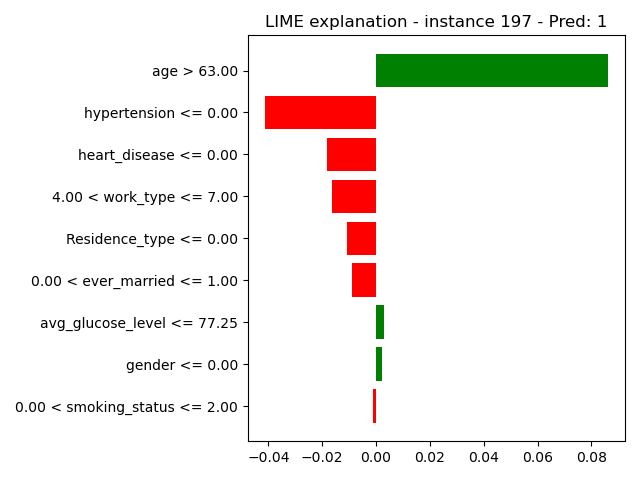 LIME explanation - instance 197 - Pred: 1
age > 63.00
hypertension <= 0.00
heart_disease <= 0.00
4.00 < work_type <= 7.00
Residence_type <= 0.00
0.00 < ever_married <= 1.00
avg_glucose_level <= 77.25
gender <= 0.00
0.00 < smoking_status <= 2.00
−0.04 −0.02 0.00 0.02 0.04 0.06 0.08